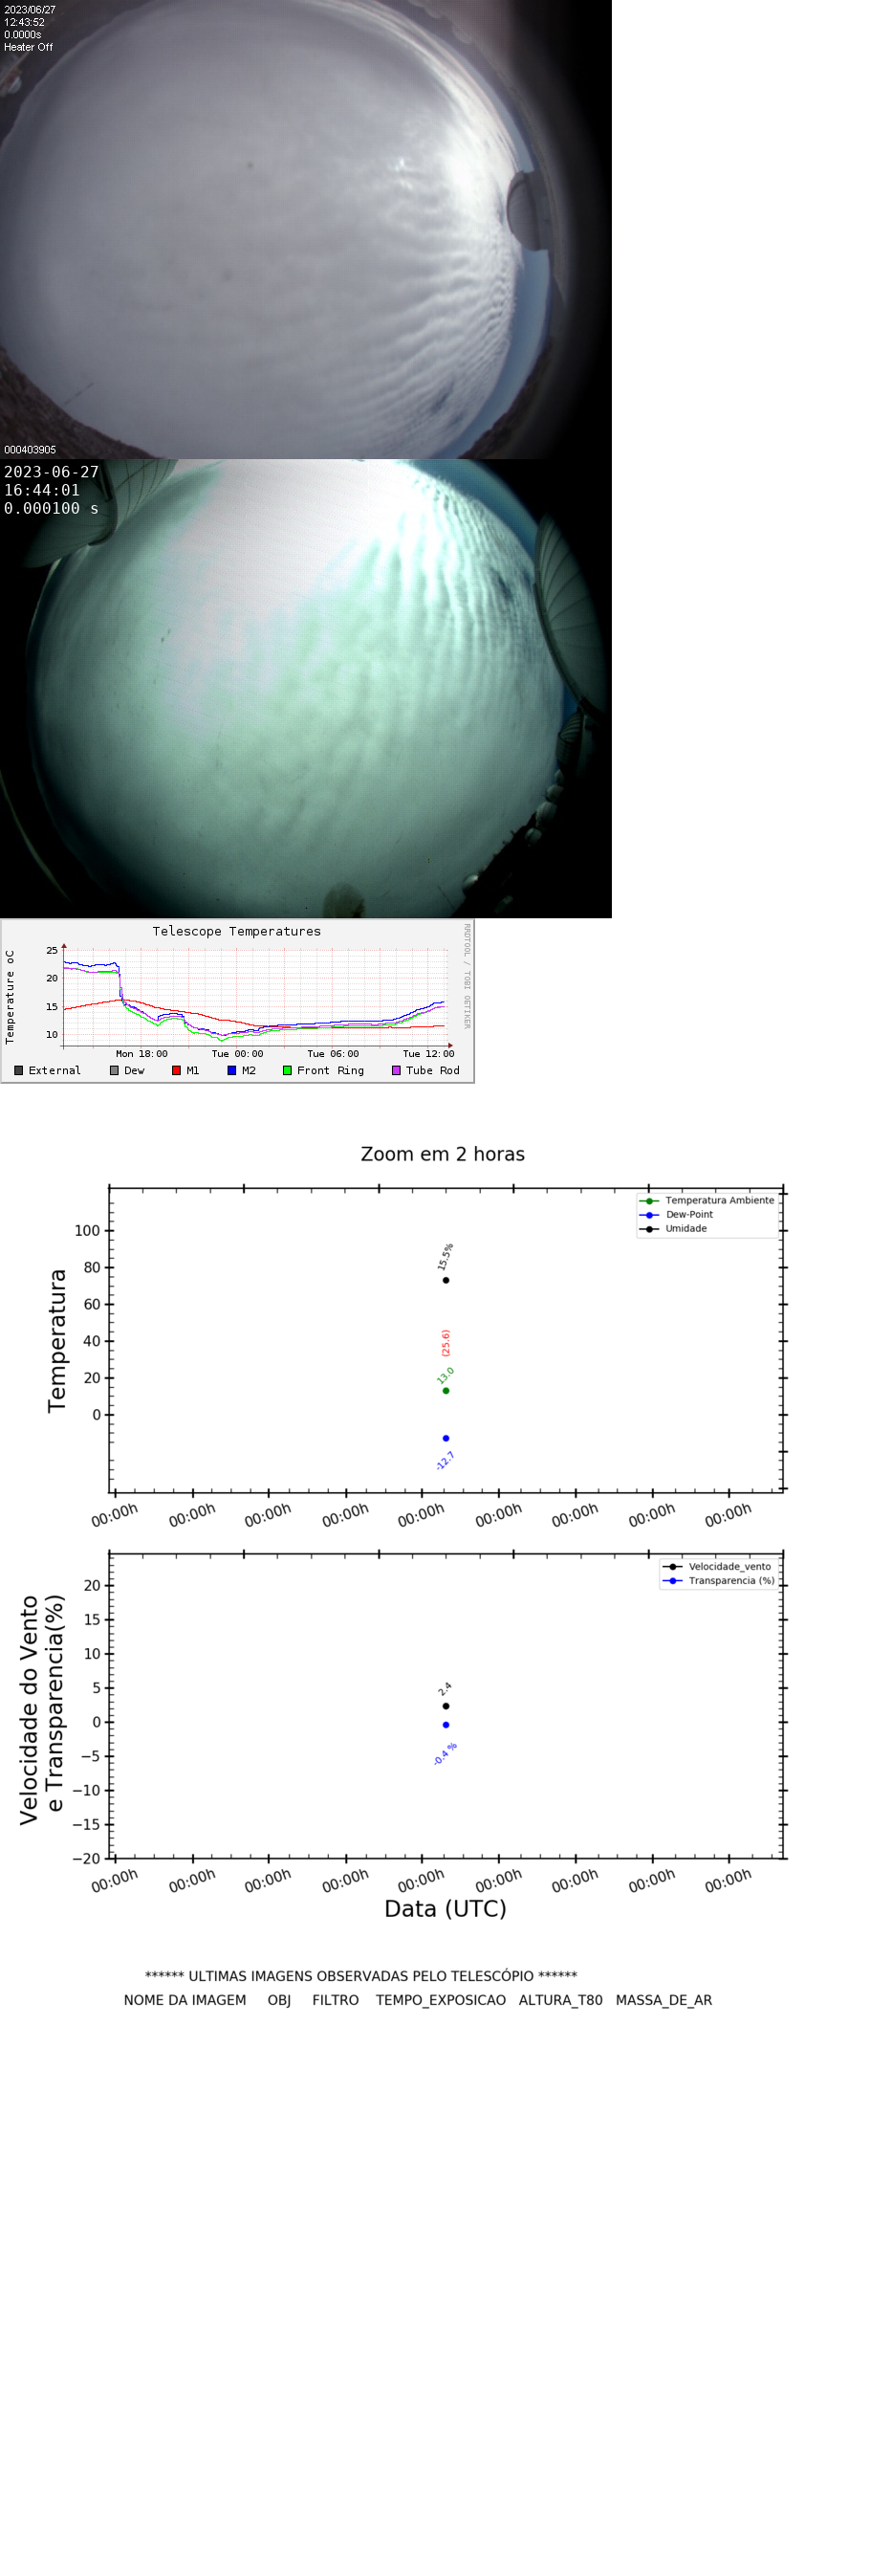 2023/06/27
12:43:52
0.0000s
Heater Off
000403905
2023-06-27
16:44:01
0.000100 s
Telescope Temperatures
RRDTOOL / TOBI OETIKER
Temperature oC
25
20
15
10
Mon 18:00 Tue 00:00 Tue 06:00 Tue 12:00
External Dew M1 M2 Front Ring Tube Rod
Zoom em 2 horas
Temperatura
100
80
60
40
20
0
Temperatura Ambiente
Dew-Point
Umidade
15.5%
(25.6)
13.0
-12.7
00:00h 00:00h 00:00h 00:00h 00:00h 00:00h 00:00h 00:00h 00:00h
Velocidade do Vento
e Transparencia(%)
20
15
10
5
0
−5
−10
−15
−20
Velocidade_vento
Transparencia (%)
2.4
-0.4 %
00:00h 00:00h 00:00h 00:00h 00:00h 00:00h 00:00h 00:00h 00:00h
Data (UTC)
****** ULTIMAS IMAGENS OBSERVADAS PELO TELESCÓPIO ******
NOME DA IMAGEM OBJ FILTRO TEMPO_EXPOSICAO ALTURA_T80 MASSA_DE_AR